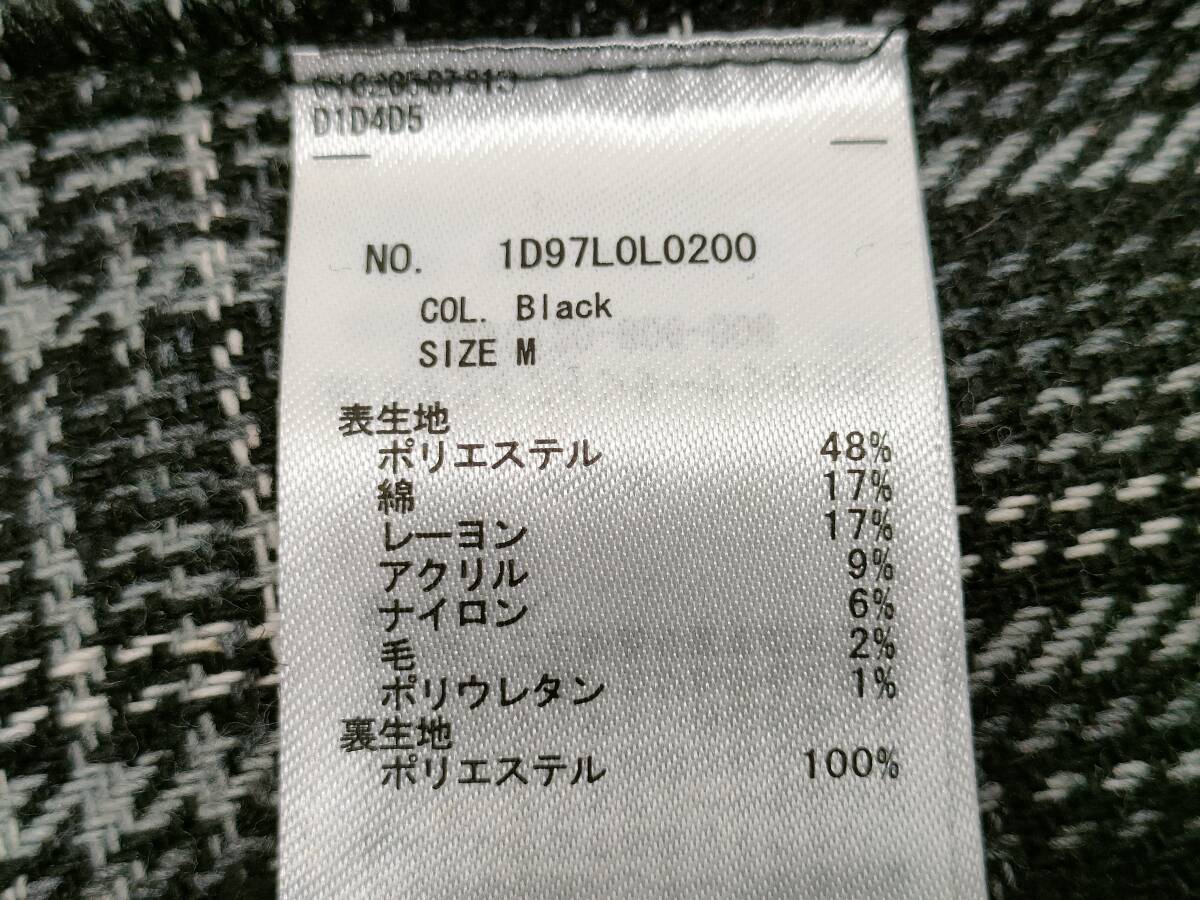 D1D4D5
NO. 1D97L0L0200
COL. Black
SIZE M
表生地
ポリエステル 48%
綿 17%
レーヨン 17%
アクリル 9%
ナイロン 6%
毛 2%
ポリウレタン 1%
裏生地
ポリエステル 100%